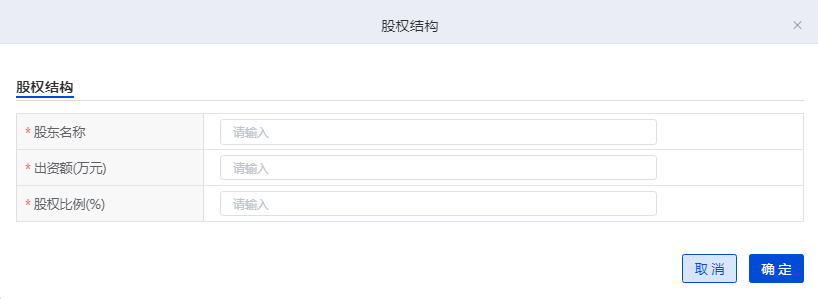 股权结构
股权结构
* 股东名称
请输入
* 出资额(万元)
请输入
* 股权比例(%)
请输入
取消
确定